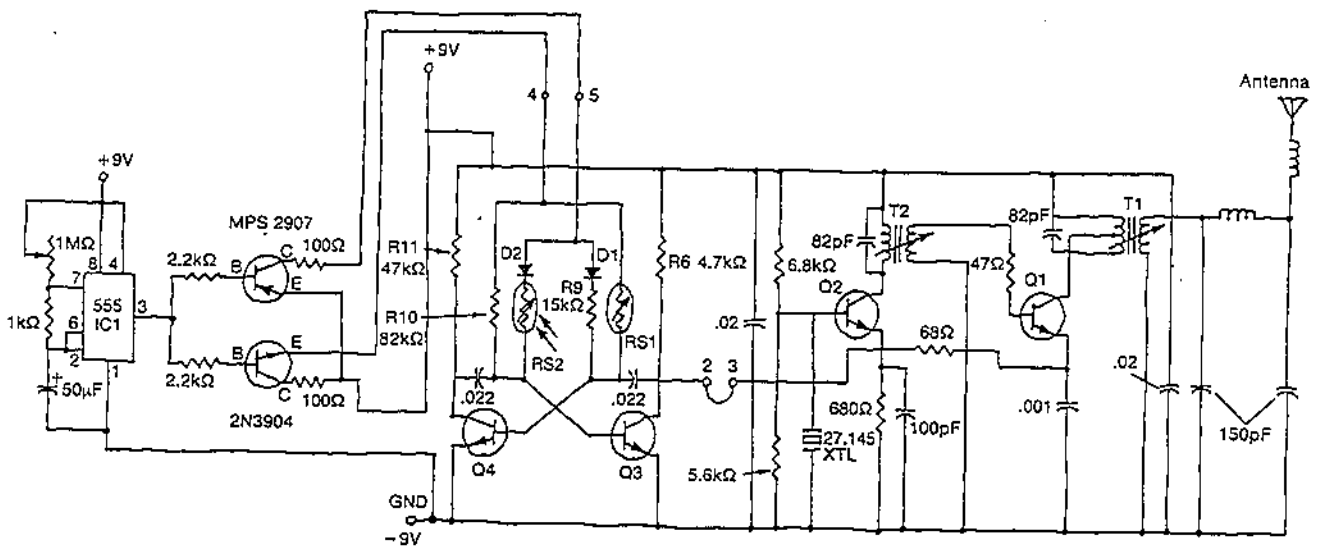 +9V
1MΩ
8
4
7
555
IC1
3
1kΩ
6
2
1
+
50μF
MPS 2907
2.2kΩ
B
C
100Ω
E
2.2kΩ
B
E
C
100Ω
2N3904
+9V
4
5
R11
47kΩ
R10
82kΩ
D2
D1
R9
15kΩ
RS2
RS1
R6 4.7kΩ
.022
.022
Q4
Q3
GND
-9V
2
3
.02
6.8kΩ
5.6kΩ
82pF
T2
Q2
27.145
XTL
680Ω
100pF
68Ω
47Ω
Q1
82pF
T1
.001
.02
150pF
Antenna